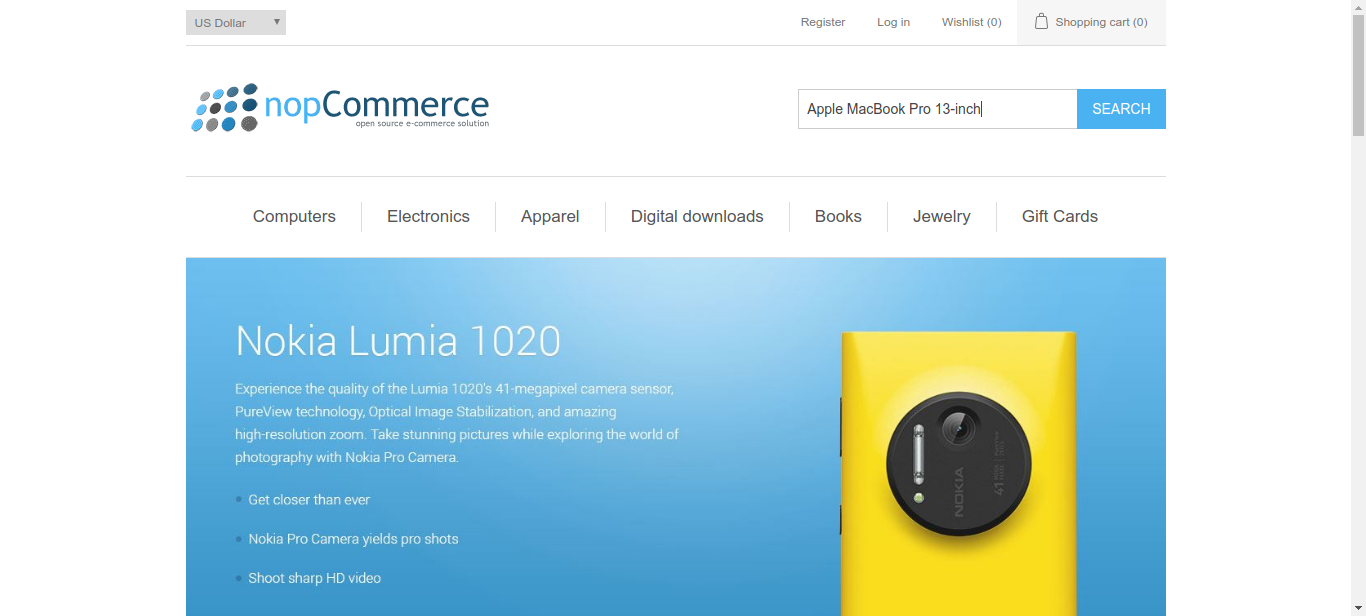 US Dollar
Register
Log in
Wishlist (0)
Shopping cart (0)
nopCommerce
open source e-commerce solution
Apple MacBook Pro 13-inch
SEARCH
Computers
Electronics
Apparel
Digital downloads
Books
Jewelry
Gift Cards
Nokia Lumia 1020
Experience the quality of the Lumia 1020's 41-megapixel camera sensor,
PureView technology, Optical Image Stabilization, and amazing
high-resolution zoom. Take stunning pictures while exploring the world of
photography with Nokia Pro Camera.
Get closer than ever
Nokia Pro Camera yields pro shots
Shoot sharp HD video
NOKIA
41